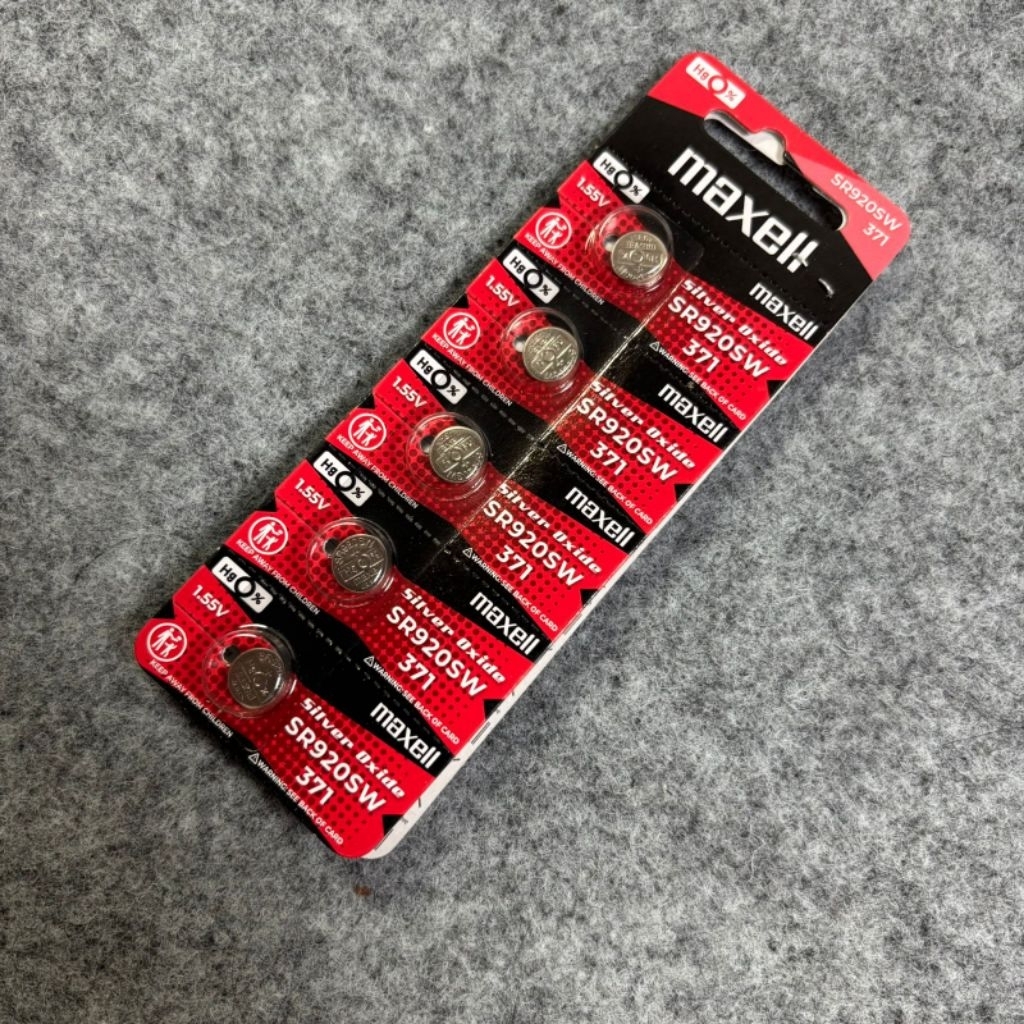 Hg 0%
SR920SW
371
maxell
Hg 0%
1.55V
KEEP AWAY FROM CHILDREN
maxell
Silver Oxide
SR920SW
371
⚠WARNING:SEE BACK OF CARD
Hg 0%
1.55V
KEEP AWAY FROM CHILDREN
maxell
Silver Oxide
SR920SW
371
⚠WARNING:SEE BACK OF CARD
Hg 0%
1.55V
KEEP AWAY FROM CHILDREN
maxell
Silver Oxide
SR920SW
371
⚠WARNING:SEE BACK OF CARD
Hg 0%
1.55V
KEEP AWAY FROM CHILDREN
maxell
Silver Oxide
SR920SW
371
⚠WARNING:SEE BACK OF CARD
Hg 0%
1.55V
KEEP AWAY FROM CHILDREN
maxell
Silver Oxide
SR920SW
371
⚠WARNING:SEE BACK OF CARD